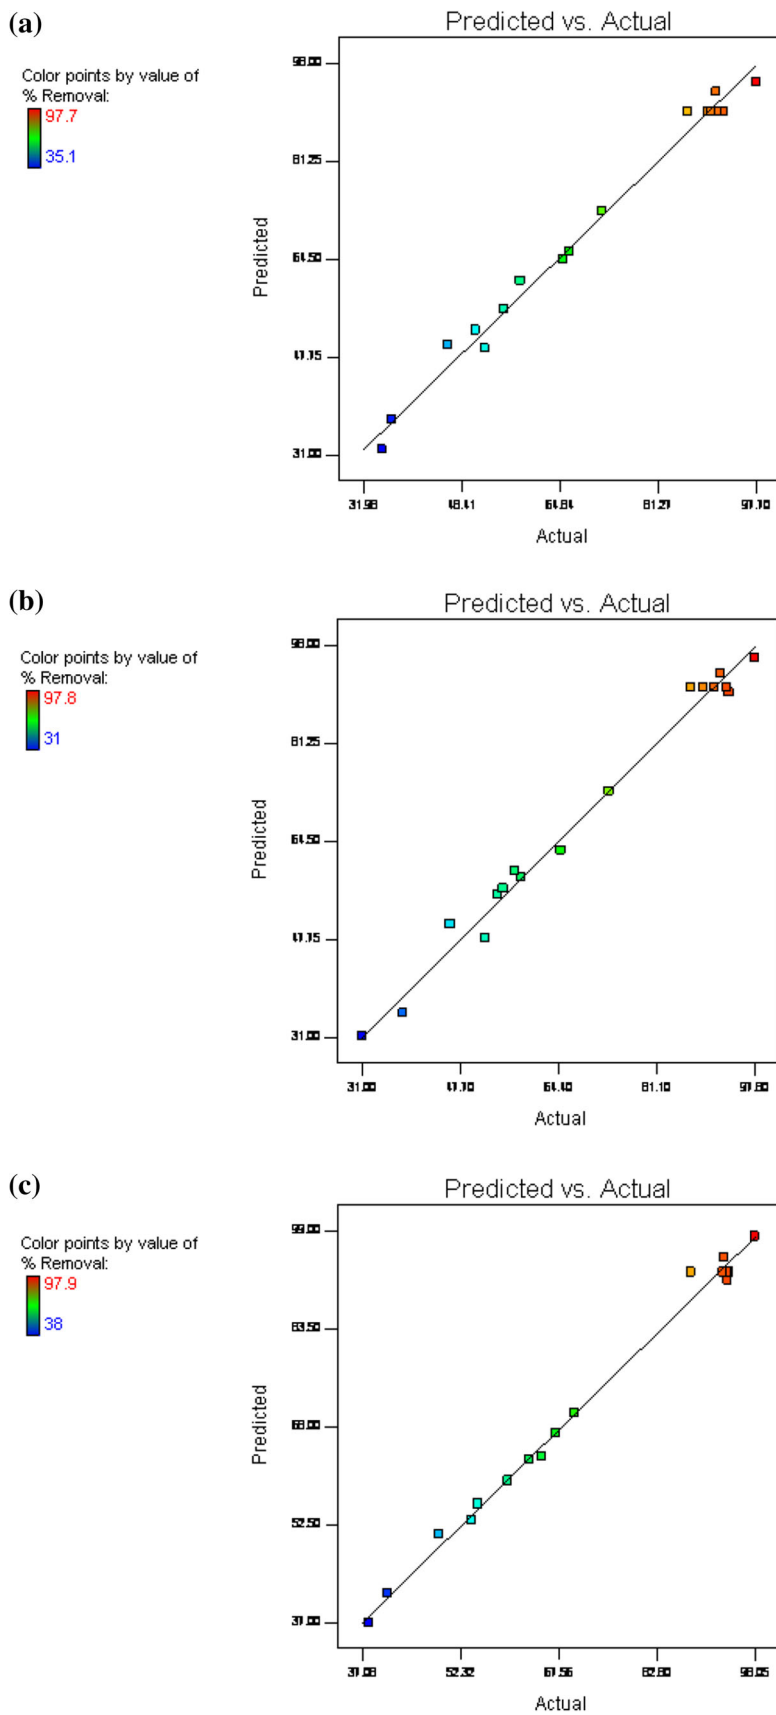 (a)
Predicted vs. Actual
Color points by value of
% Removal:
97.7
35.1
98.00
81.25
64.50
47.75
31.00
Predicted
31.98 48.41 64.84 81.27 97.70
Actual
(b)
Predicted vs. Actual
Color points by value of
% Removal:
97.8
31
98.00
81.25
64.50
47.75
31.00
Predicted
31.00 47.70 64.40 81.10 97.80
Actual
(c)
Predicted vs. Actual
Color points by value of
% Removal:
97.9
38
99.00
83.50
68.00
52.50
37.00
Predicted
37.08 52.32 67.56 82.80 98.05
Actual